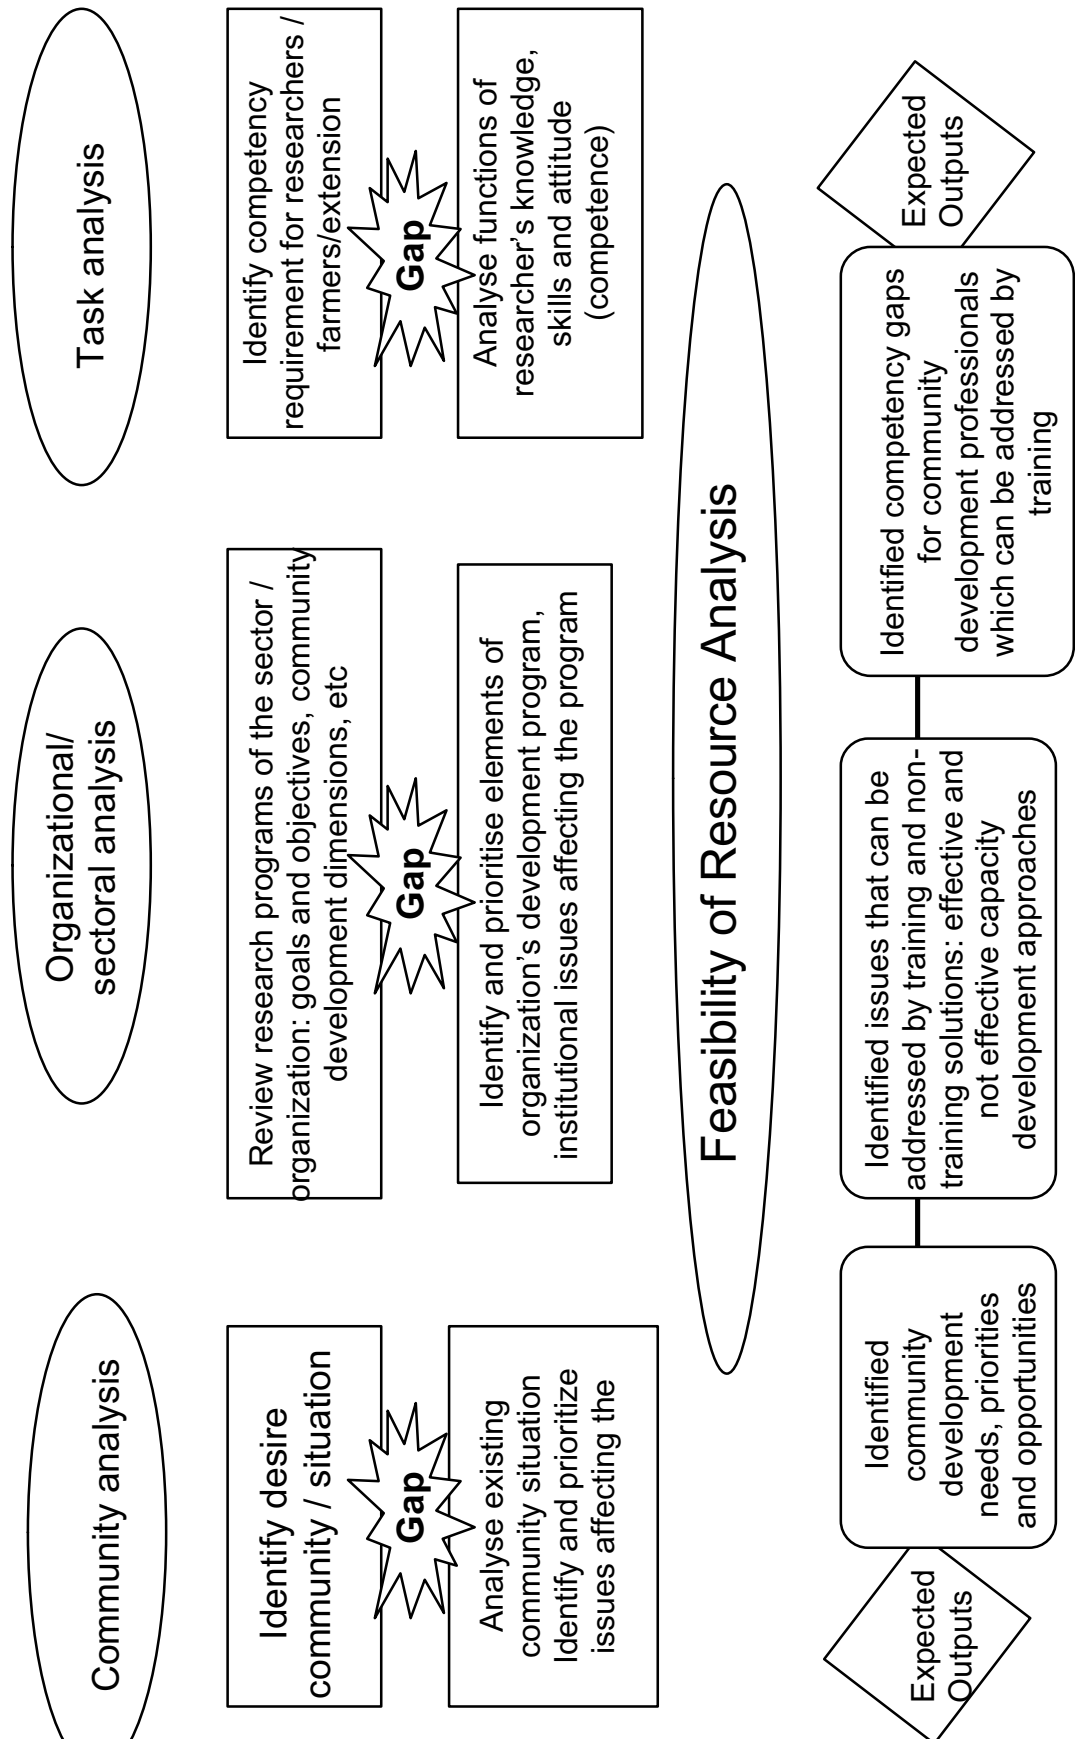 Community analysis
Organizational/
sectoral analysis
Task analysis
Identify desire
community / situation
Review research programs of the sector /
organization: goals and objectives, community
development dimensions, etc
Identify competency
requirement for researchers /
farmers/extension
Gap
Gap
Gap
Analyse existing
community situation
Identify and prioritize
issues affecting the
Identify and prioritise elements of
organization’s development program,
institutional issues affecting the program
Analyse functions of
researcher’s knowledge,
skills and attitude
(competence)
Feasibility of Resource Analysis
Expected
Outputs
Identified
community
development
needs, priorities
and opportunities
Identified issues that can be
addressed by training and non-
training solutions: effective and
not effective capacity
development approaches
Identified competency gaps
for community
development professionals
which can be addressed by
training
Expected
Outputs